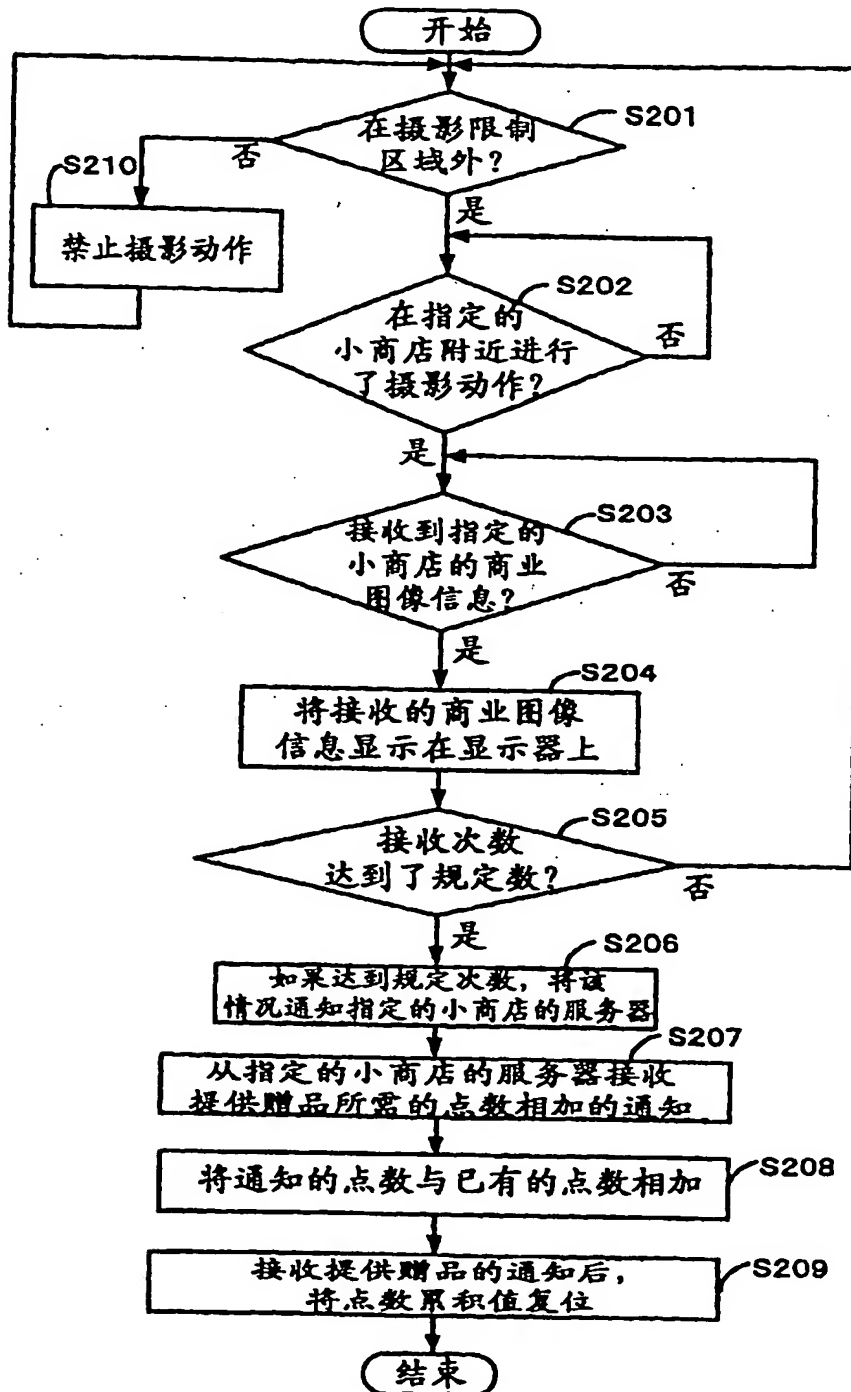 开始
S201
在摄影限制
区域外?
否
S210
是
禁止摄影动作
S202
在指定的
小商店附近进行
了摄影动作?
否
是
S203
接收到指定的
小商店的商业
图像信息?
否
是
S204
将接收的商业图像
信息显示在显示器上
S205
接收次数
达到了规定数?
否
是
S206
如果达到规定次数，将该
情况通知指定的小商店的服务器
S207
从指定的小商店的服务器接收
提供赠品所需的点数相加的通知
S208
将通知的点数与已有的点数相加
S209
接收提供赠品的通知后，
将点数累积值复位
结束